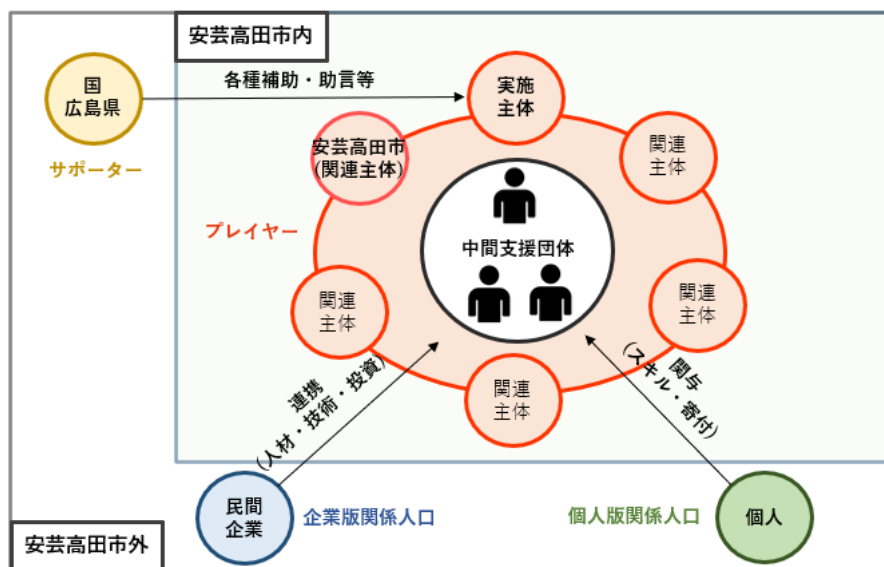 安芸高田市内
国
広島県
サポーター
各種補助・助言等
実施
主体
安芸高田市
(関連主体)
関連
主体
プレイヤー
中間支援団体
関連
主体
関連
主体
関連
主体
連携
(人材・技術・投資)
関与
(スキル・寄付)
民間
企業
企業版関係人口
個人版関係人口
個人
安芸高田市外